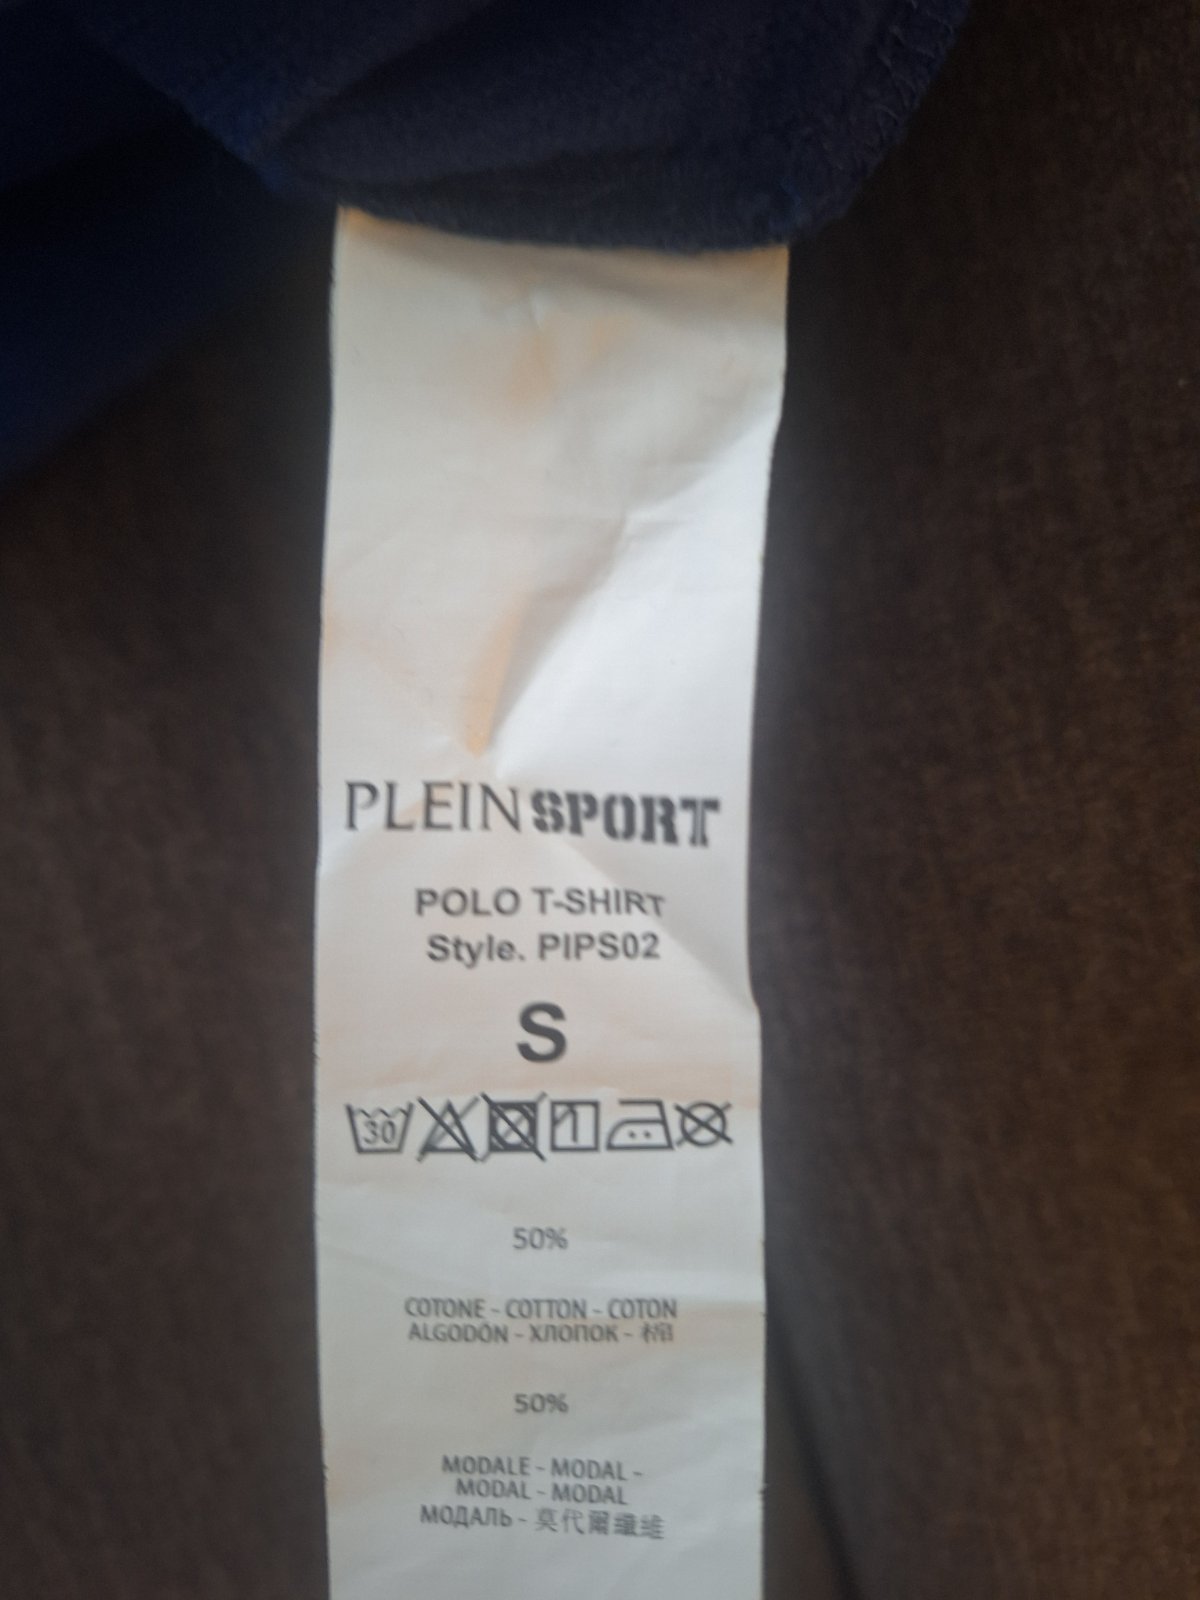 PLEIN SPORT
POLO T-SHIRT
Style. PIPS02
S
30
50%
COTONE - COTTON - COTON
ALGODÓN - ХЛОПОК - 棉
50%
MODALE - MODAL -
MODAL - MODAL
МОДАЛЬ - 莫代爾纖維